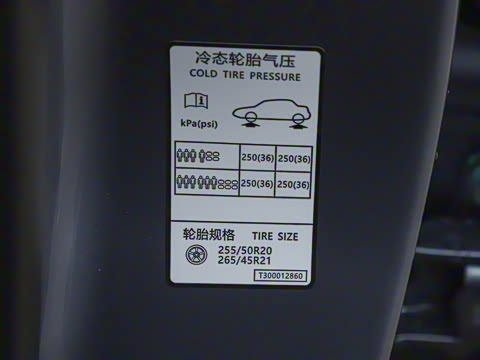 冷态轮胎气压
COLD TIRE PRESSURE
kPa(psi)
250(36) 250(36)
250(36) 250(36)
轮胎规格 TIRE SIZE
255/50R20
265/45R21
T300012860